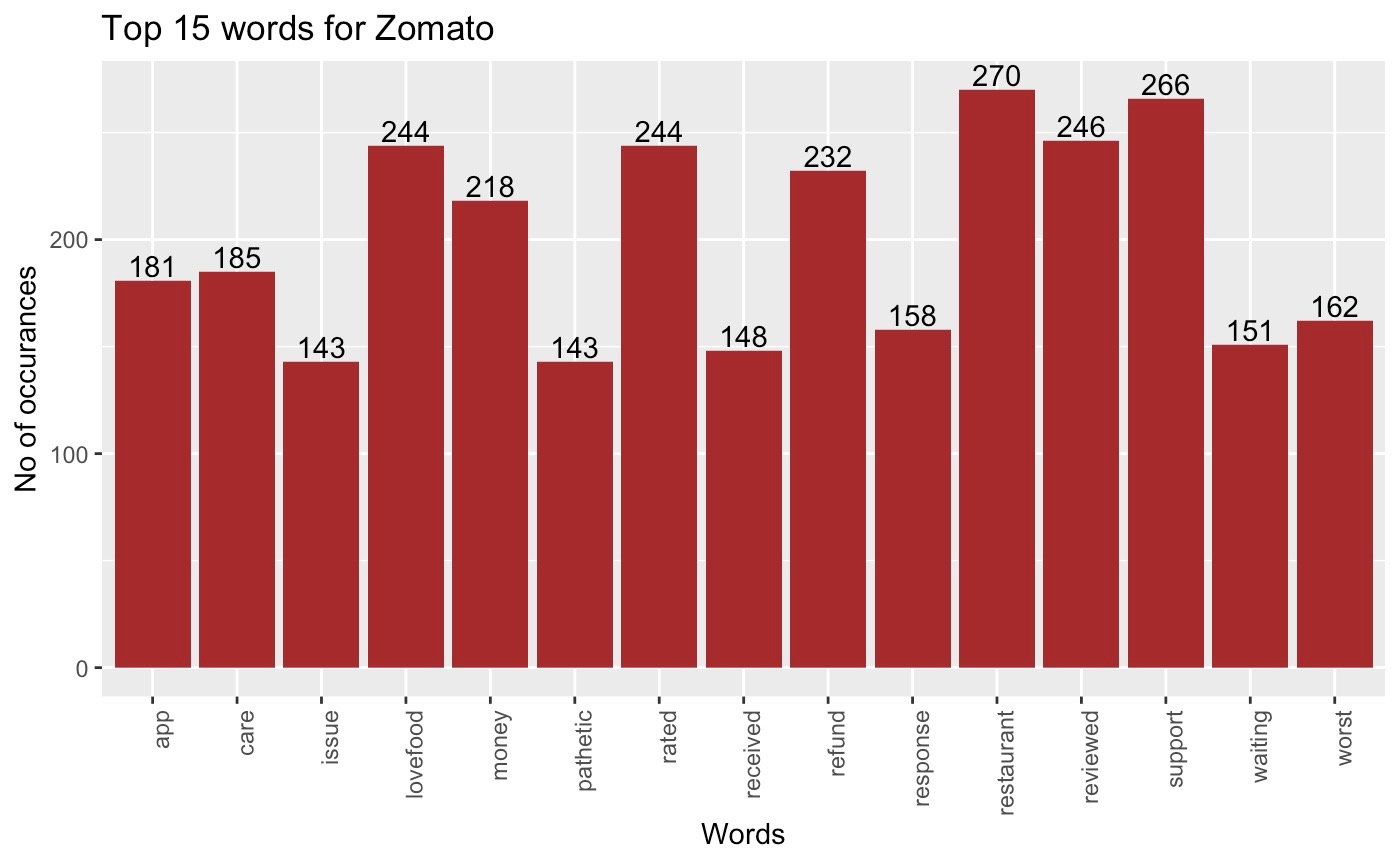 Top 15 words for Zomato
No of occurances
200
100
0
181
185
143
244
218
143
244
148
232
158
270
246
266
151
162
app
care
issue
lovefood
money
pathetic
rated
received
refund
response
restaurant
reviewed
support
waiting
worst
Words